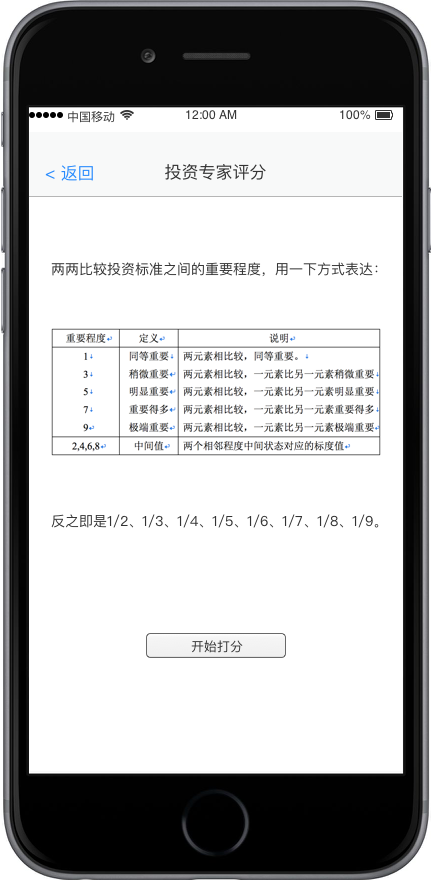 中国移动 12:00 AM 100%
< 返回 投资专家评分
两两比较投资标准之间的重要程度，用一下方式表达：
重要程度 定义 说明
1 同等重要 两元素相比较，同等重要。
3 稍微重要 两元素相比较，一元素比另一元素稍微重要
5 明显重要 两元素相比较，一元素比另一元素明显重要
7 重要得多 两元素相比较，一元素比另一元素重要得多
9 极端重要 两元素相比较，一元素比另一元素极端重要
2,4,6,8 中间值 两个相邻程度中间状态对应的标度值
反之即是1/2、1/3、1/4、1/5、1/6、1/7、1/8、1/9。
开始打分